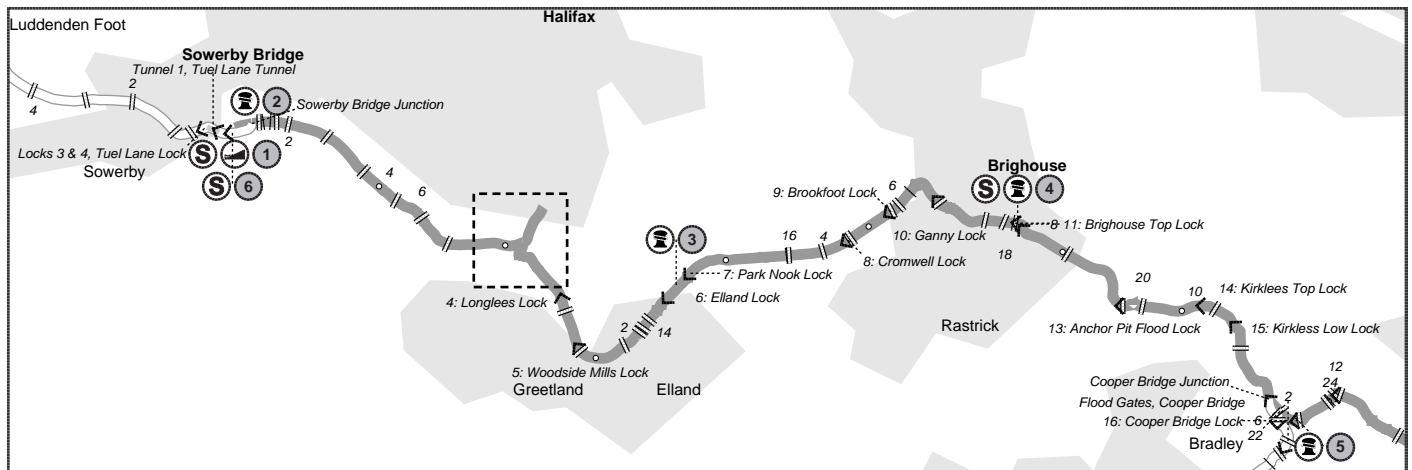 Luddenden Foot
Halifax
Sowerby Bridge
Tunnel 1, Tuel Lane Tunnel
2
4
2
Sowerby Bridge Junction
2
Locks 3 & 4, Tuel Lane Lock
S
1
Sowerby
S
6
4
6
Brighouse
9: Brookfoot Lock
6
S
4
3
16
4
10: Ganny Lock
8
11: Brighouse Top Lock
18
8: Cromwell Lock
7: Park Nook Lock
4: Longlees Lock
6: Elland Lock
20
10
14: Kirklees Top Lock
2
14
Rastrick
13: Anchor Pit Flood Lock
15: Kirkless Low Lock
5: Woodside Mills Lock
Greetland
Elland
12
Cooper Bridge Junction
24
Flood Gates, Cooper Bridge
2
16: Cooper Bridge Lock
6
22
Bradley
5